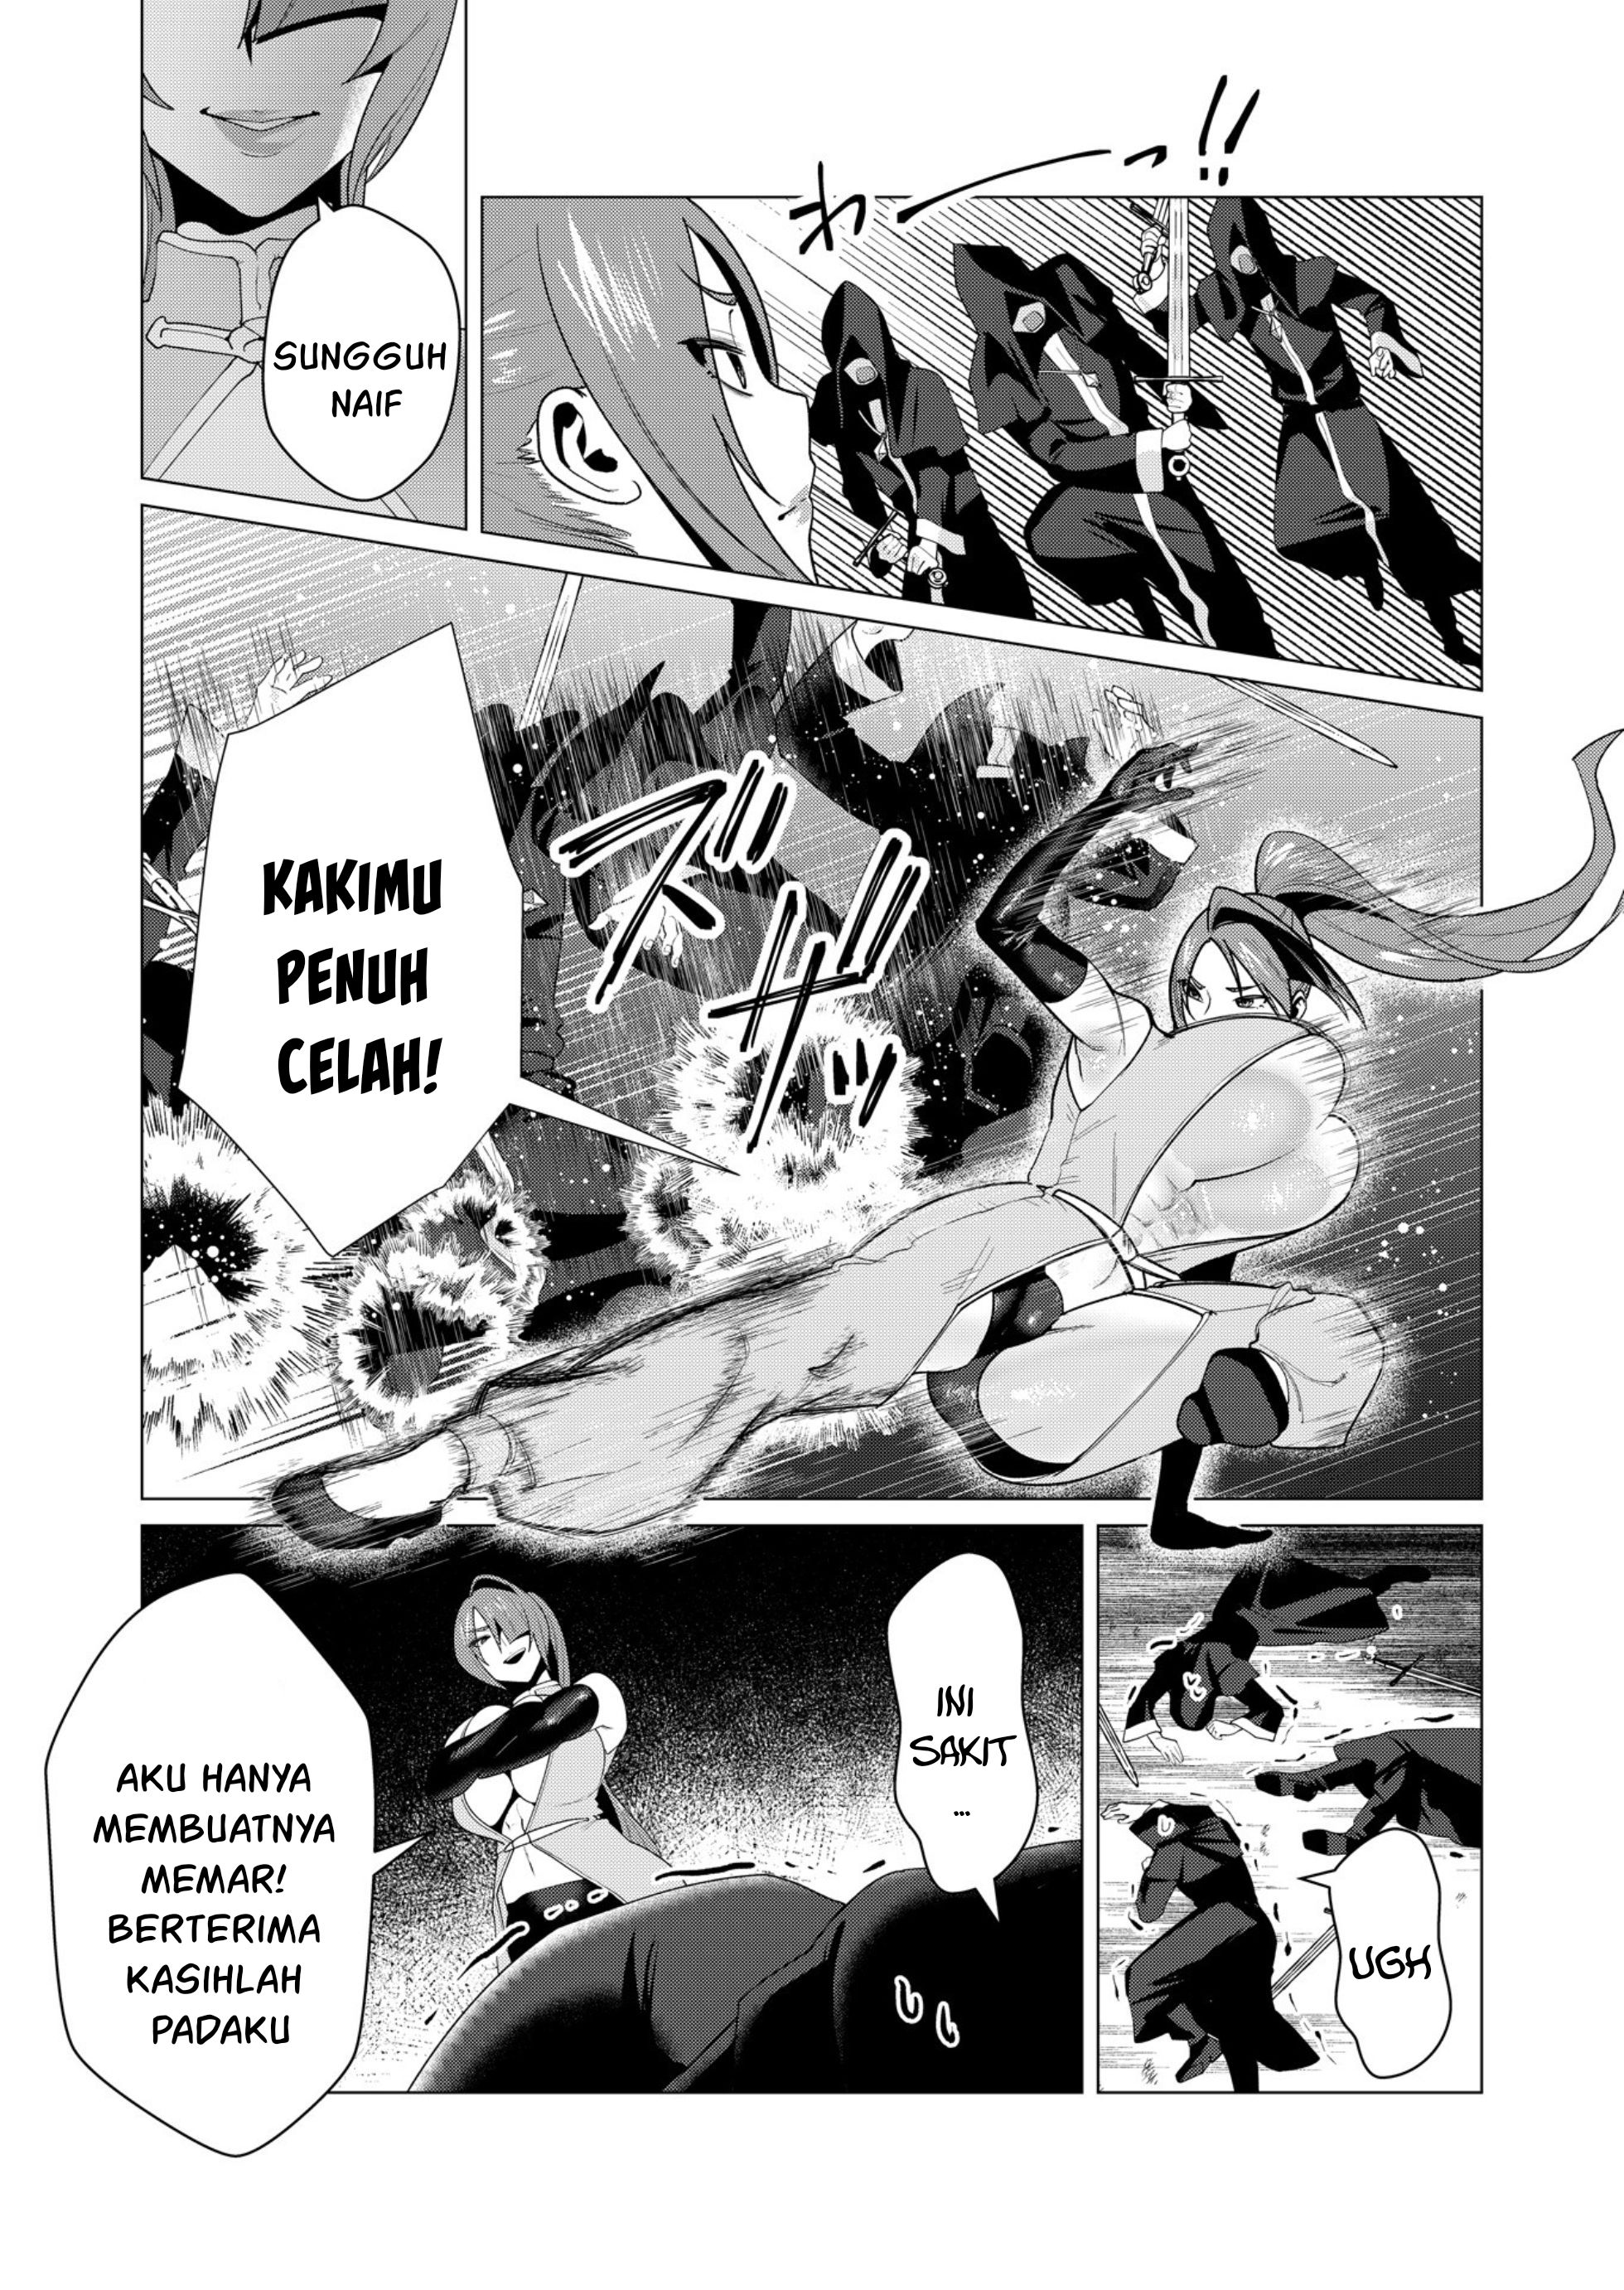 わーっ!!
SUNGGUH
NAIF
KAKIMU
PENUH
CELAH!
ズザッ
UGH
INI
SAKIT
...
AKU HANYA
MEMBUATNYA
MEMAR!
BERTERIMA
KASIHLAH
PADAKU